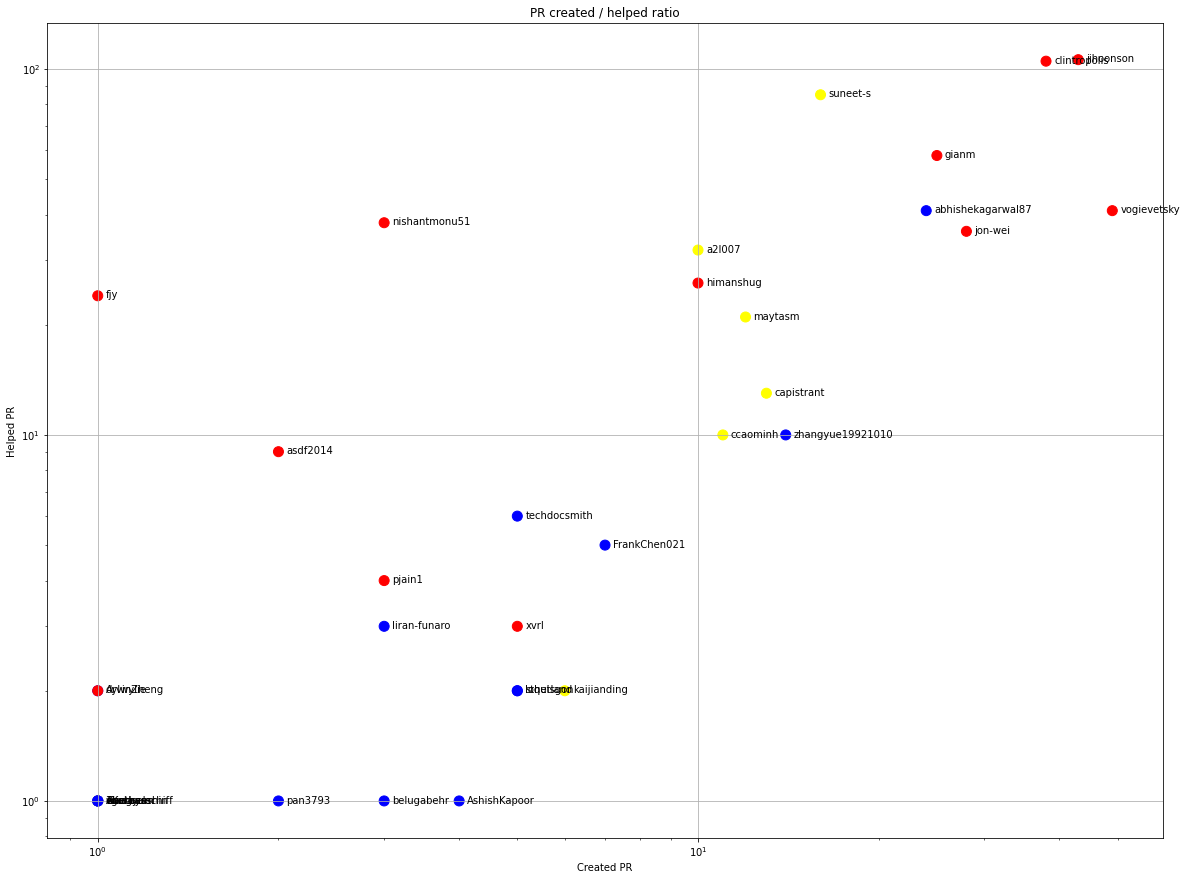 PR created / helped ratio
10²
clintropolis
jihoonson
suneet-s
gianm
abhishekagarwal87
vogievetsky
nishantmonu51
jon-wei
a2l007
himanshug
fjy
maytasm
capistrant
Helped PR
10¹
ccaominh
zhangyue19921010
asdf2014
techdocsmith
FrankChen021
pjain1
liran-funaro
xvrl
kaijianding
10⁰
pan3793
belugabehr
AshishKapoor
10⁰
10¹
Created PR